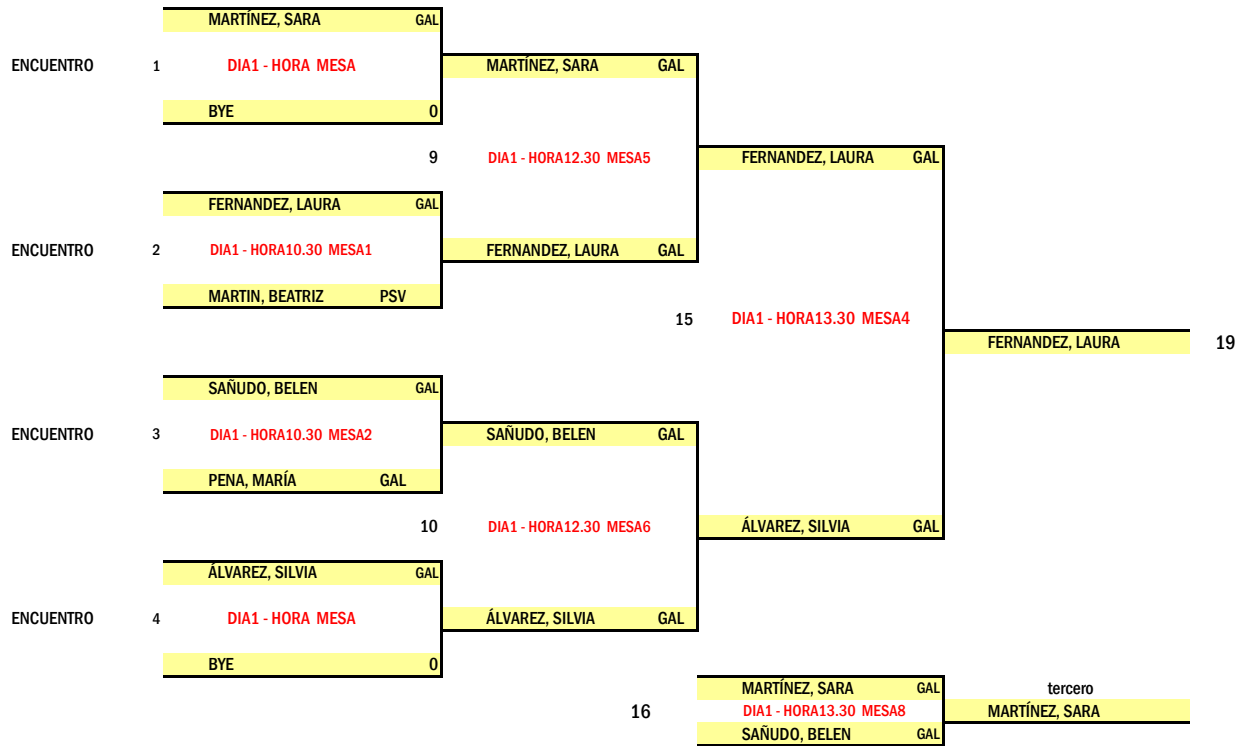 MARTÍNEZ, SARA GAL
ENCUENTRO 1 DIA1 - HORA MESA MARTÍNEZ, SARA GAL
BYE 0
9 DIA1 - HORA12.30 MESA5 FERNANDEZ, LAURA GAL
FERNANDEZ, LAURA GAL
ENCUENTRO 2 DIA1 - HORA10.30 MESA1 FERNANDEZ, LAURA GAL
MARTIN, BEATRIZ PSV
15 DIA1 - HORA13.30 MESA4
FERNANDEZ, LAURA 19
SAÑUDO, BELEN GAL
ENCUENTRO 3 DIA1 - HORA10.30 MESA2 SAÑUDO, BELEN GAL
PENA, MARÍA GAL
10 DIA1 - HORA12.30 MESA6 ÁLVAREZ, SILVIA GAL
ÁLVAREZ, SILVIA GAL
ENCUENTRO 4 DIA1 - HORA MESA ÁLVAREZ, SILVIA GAL
BYE 0
MARTÍNEZ, SARA GAL tercero
16 DIA1 - HORA13.30 MESA8 MARTÍNEZ, SARA
SAÑUDO, BELEN GAL